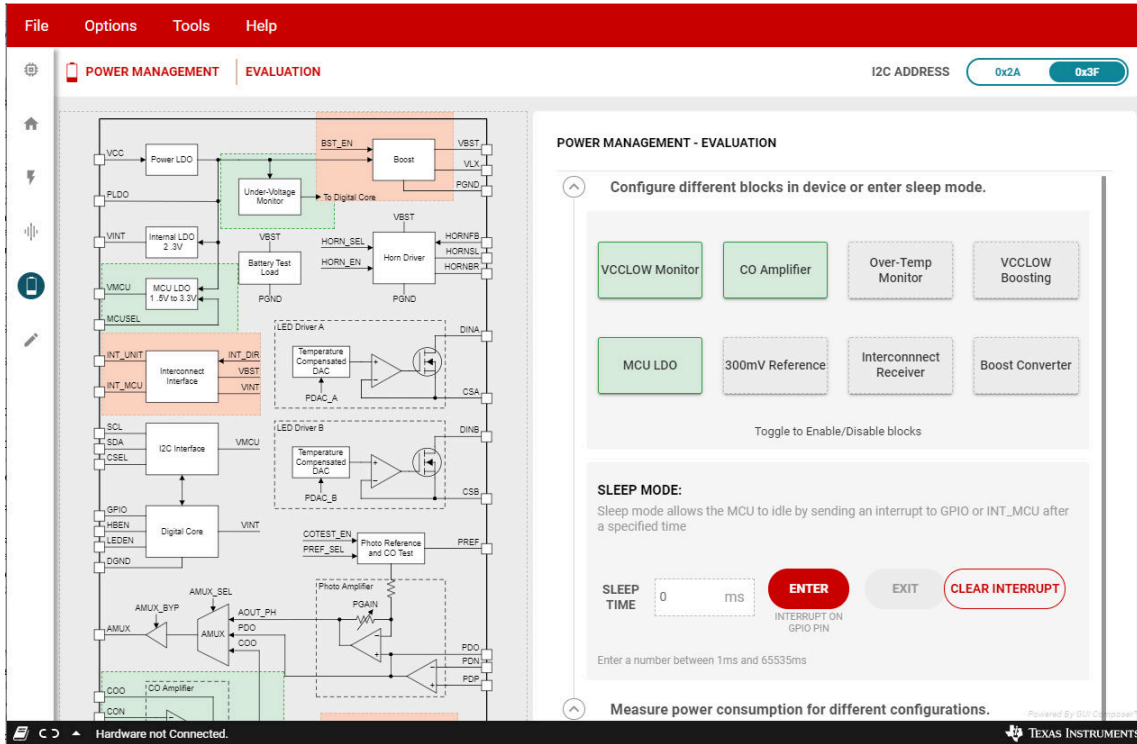 File Options Tools Help
POWER MANAGEMENT EVALUATION
I2C ADDRESS 0x2A 0x3F
VCC
Power LDO
PLDO
VINT
Internal LDO
2 .3V
VMCU
MCU LDO
1 .5V to 3.3V
MCUSEL
BST_EN
Boost
VBST
VLX
PGND
Under-Voltage
Monitor
To Digital Core
VBST
Battery Test
Load
PGND
VBST
HORN_SEL
HORN_EN
Horn Driver
HORNFB
HORNSL
HORNBR
PGND
INT_UNIT
INT_MCU
Interconnect
Interface
INT_DIR
VBST
VINT
LED Driver A
Temperature
Compensated
DAC
PDAC_A
DINA
CSA
SCL
SDA
CSEL
I2C Interface
VMCU
LED Driver B
Temperature
Compensated
DAC
PDAC_B
DINB
CSB
GPIO
HBEN
LEDEN
DGND
Digital Core
VINT
COTEST_EN
PREF_SEL
Photo Reference
and CO Test
PREF
Photo Amplifier
PGAIN
AMUX_SEL
AMUX_BYP
AMUX
AMUX
AOUT_PH
PDO
COO
PDO
PDN
PDP
COO
CON
CO Amplifier
POWER MANAGEMENT - EVALUATION
Configure different blocks in device or enter sleep mode.
VCCLOW Monitor
CO Amplifier
Over-Temp
Monitor
VCCLOW
Boosting
MCU LDO
300mV Reference
Interconnnect
Receiver
Boost Converter
Toggle to Enable/Disable blocks
SLEEP MODE:
Sleep mode allows the MCU to idle by sending an interrupt to GPIO or INT_MCU after
a specified time
SLEEP
TIME
0 ms
ENTER
INTERRUPT ON
GPIO PIN
EXIT
CLEAR INTERRUPT
Enter a number between 1ms and 65535ms
Measure power consumption for different configurations.
Powered By GUI Composer™
Hardware not Connected.
TEXAS INSTRUMENTS